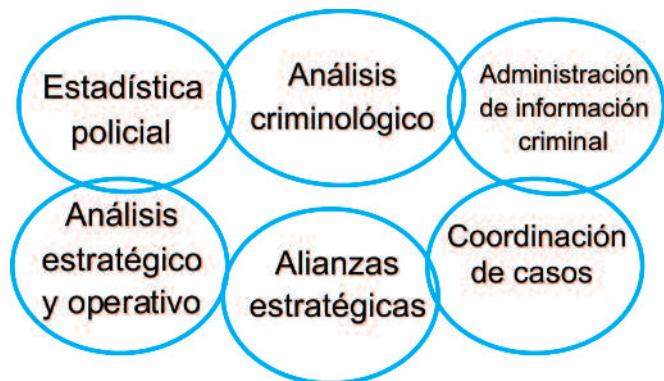 Estadística
policial
Análisis
criminológico
Administración
de información
criminal
Análisis
estratégico
y operativo
Alianzas
estratégicas
Coordinación
de casos